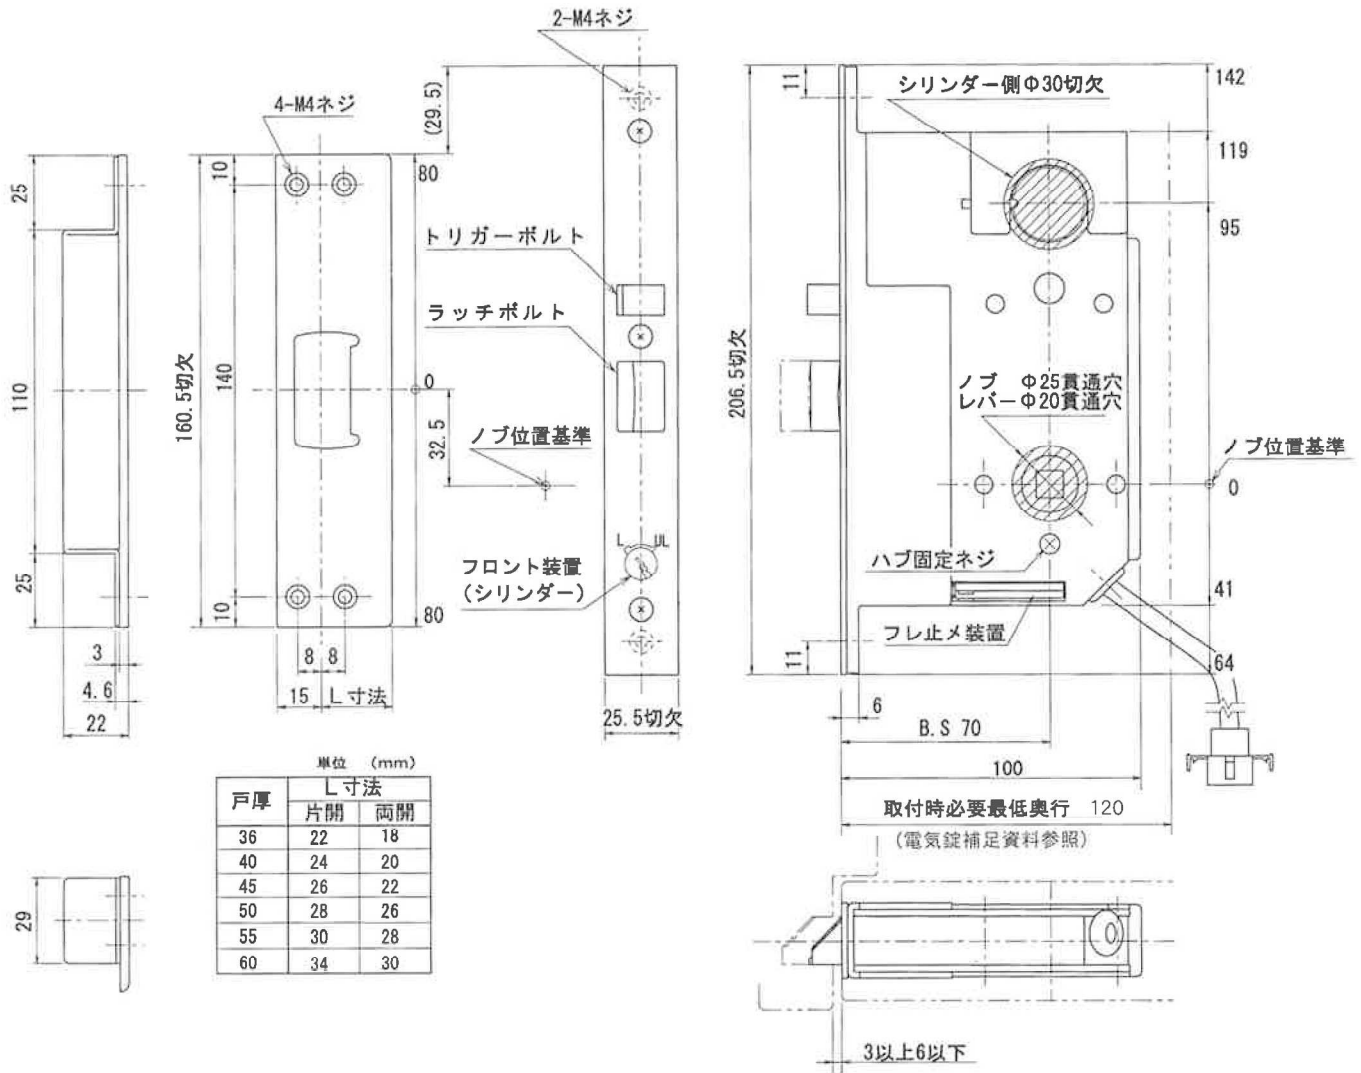 2-M4ネジ
4-M4ネジ
(29.5)
11
シリンダー側Φ30切欠
142
119
95
25
10
80
トリガーボルト
ラッチボルト
110
160.5切欠
140
0
32.5
ノブ位置基準
206.5切欠
ノブ Φ25貫通穴
レバーΦ20貫通穴
ノブ位置基準
0
L UL
フロント装置
(シリンダー)
ハブ固定ネジ
フレ止メ装置
41
64
25
10
80
11
3
4.6
22
8 8
15 L寸法
25.5切欠
6
B.S 70
100
取付時必要最低奥行 120
(電気錠補足資料参照)
単位 (mm)
戸厚 L寸法
片開 両開
36 22 18
40 24 20
45 26 22
50 28 26
55 30 28
60 34 30
29
3以上6以下